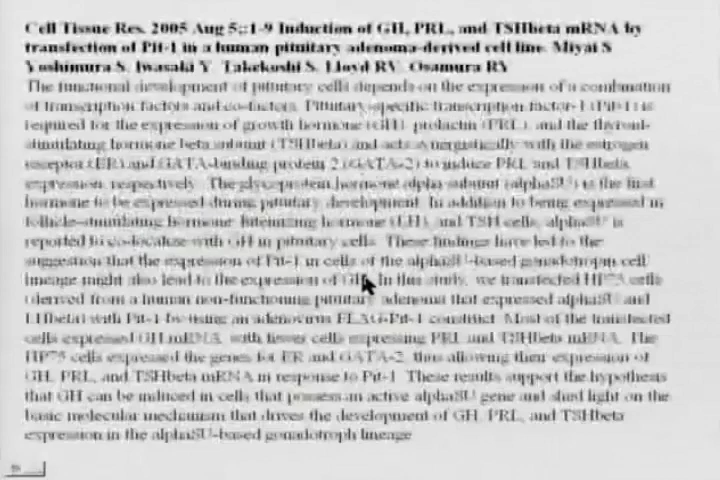 Cell Tissue Res. 2005 Aug 5;:1-9 Induction of GH, PRL, and TSHbeta mRNA by
transfection of Pit-1 in a human pituitary adenoma-derived cell line. Miyai S
Yoshimura S, Iwasaki Y, Takekoshi S, Lloyd RV, Osamura RY
The functional development of pituitary cells depends on the expression of a combination
of transcription factors and co-factors. Pituitary-specific transcription factor-1 (Pit-1) is
required for the expression of growth hormone (GH), prolactin (PRL), and the thyroid-
stimulating hormone beta subunit (TSHbeta) and acts synergistically with the estrogen
receptor (ER) and GATA-binding protein 2 (GATA-2) to induce PRL and TSHbeta
expression, respectively. The glycoprotein hormone alpha subunit (alphaSU) is the first
hormone to be expressed during pituitary development. In addition to being expressed in
follicle-stimulating hormone, luteinizing hormone (LH), and TSH cells, alphaSU is
reported to co-localize with GH in pituitary cells. These findings have led to the
suggestion that the expression of Pit-1 in cells of the alphaSU-based gonadotropin cell
lineage might also lead to the expression of GH. In this study, we transfected HP75 cells
(derived from a human non-functioning pituitary adenoma that expressed alphaSU and
LHbeta) with Pit-1 by using an adenovirus FLAG-Pit-1 construct. Most of the transfected
cells expressed GH mRNA, with fewer cells expressing PRL and TSHbeta mRNA. The
HP75 cells expressed the genes for ER and GATA-2, thus allowing their expression of
GH, PRL, and TSHbeta mRNA in response to Pit-1. These results support the hypothesis
that GH can be induced in cells that possess an active alphaSU gene and shed light on the
basic molecular mechanism that drives the development of GH, PRL, and TSHbeta
expression in the alphaSU-based gonadotroph lineage